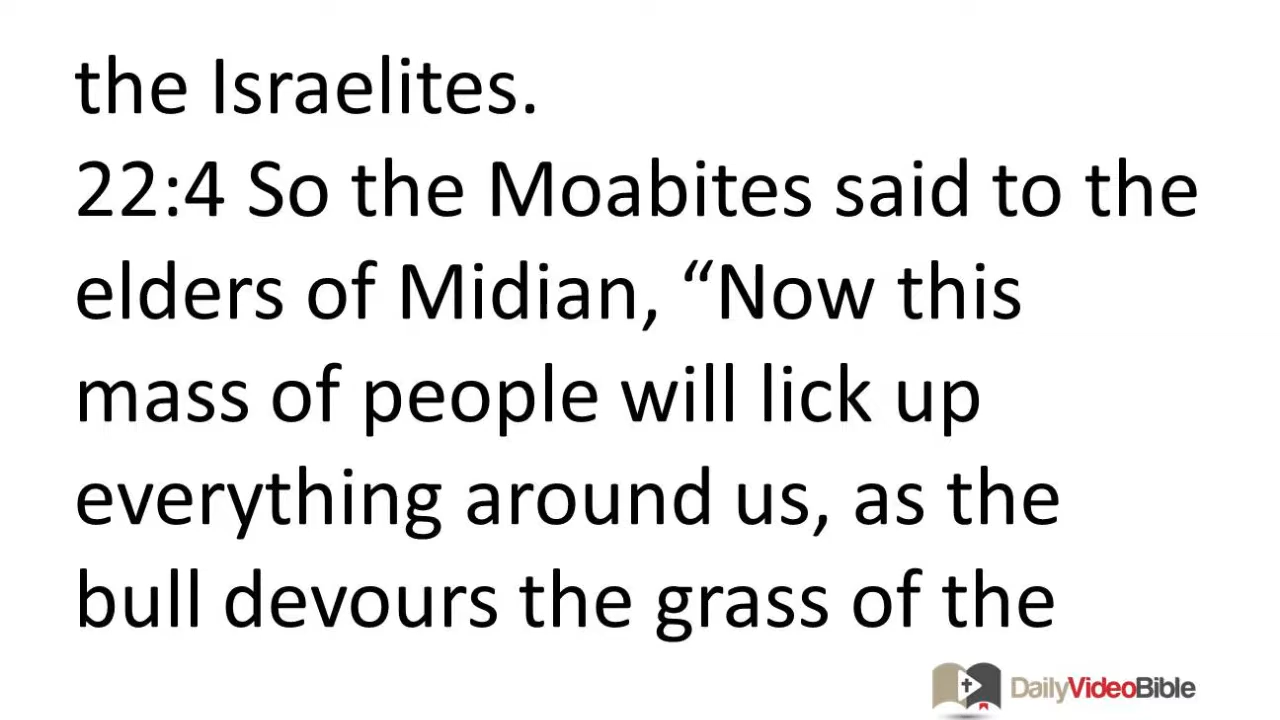 the Israelites.
22:4 So the Moabites said to the
elders of Midian, “Now this
mass of people will lick up
everything around us, as the
bull devours the grass of the
DailyVideoBible